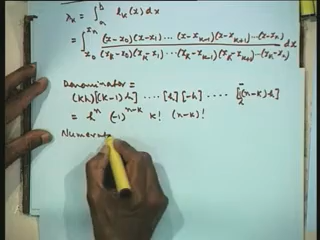 λ_k = ∫_a^b l_k(x) dx
= ∫_{x_0}^{x_n} (x-x_0)(x-x_1)...(x-x_{k-1})(x-x_{k+1})...(x-x_n) / (x_k-x_0)(x_k-x_1)...(x_k-x_{k-1})(x_k-x_{k+1})...(x_k-x_n) dx
Denominator =
(kh)[(k-1)h]....[h][-h].....[(n-k)h]
= h^n (-1)^{n-k} k! (n-k)!
Numerato